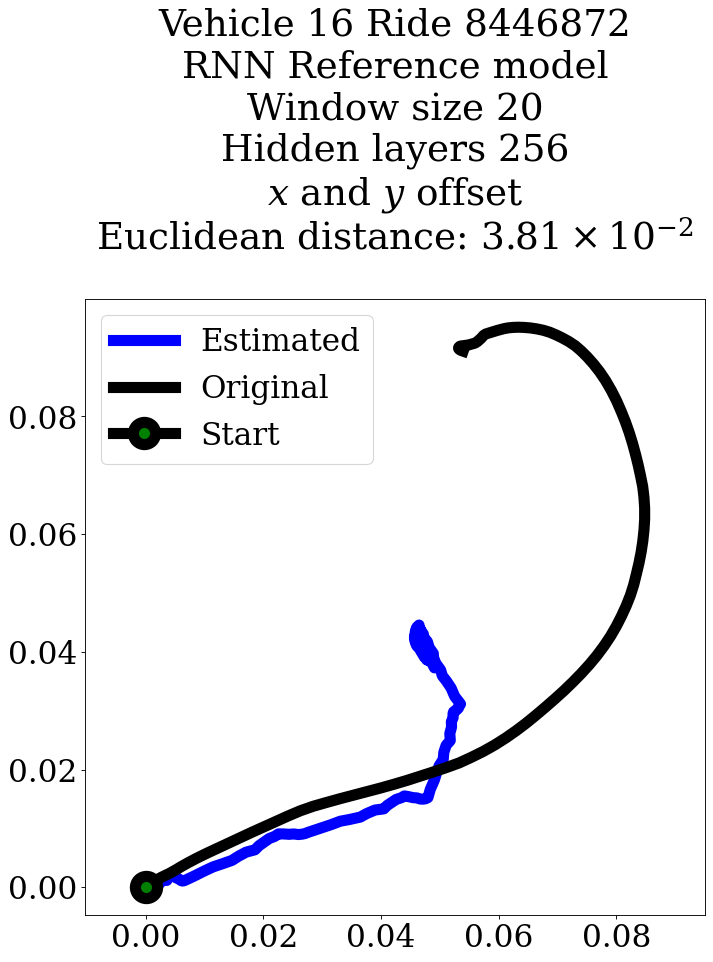 Vehicle 16 Ride 8446872
RNN Reference model
Window size 20
Hidden layers 256
x and y offset
Euclidean distance: 3.81 × 10⁻²
Estimated
Original
Start
0.08
0.06
0.04
0.02
0.00
0.00 0.02 0.04 0.06 0.08